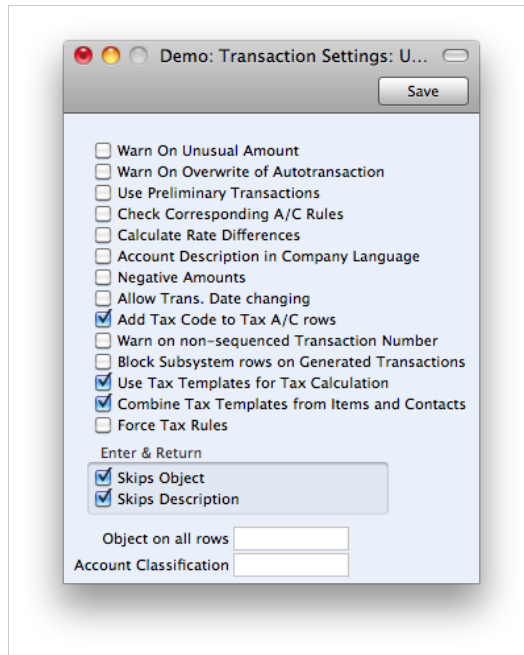 Demo: Transaction Settings: U...
Save
Warn On Unusual Amount
Warn On Overwrite of Autotransaction
Use Preliminary Transactions
Check Corresponding A/C Rules
Calculate Rate Differences
Account Description in Company Language
Negative Amounts
Allow Trans. Date changing
Add Tax Code to Tax A/C rows
Warn on non-sequenced Transaction Number
Block Subsystem rows on Generated Transactions
Use Tax Templates for Tax Calculation
Combine Tax Templates from Items and Contacts
Force Tax Rules
Enter & Return
Skips Object
Skips Description
Object on all rows
Account Classification